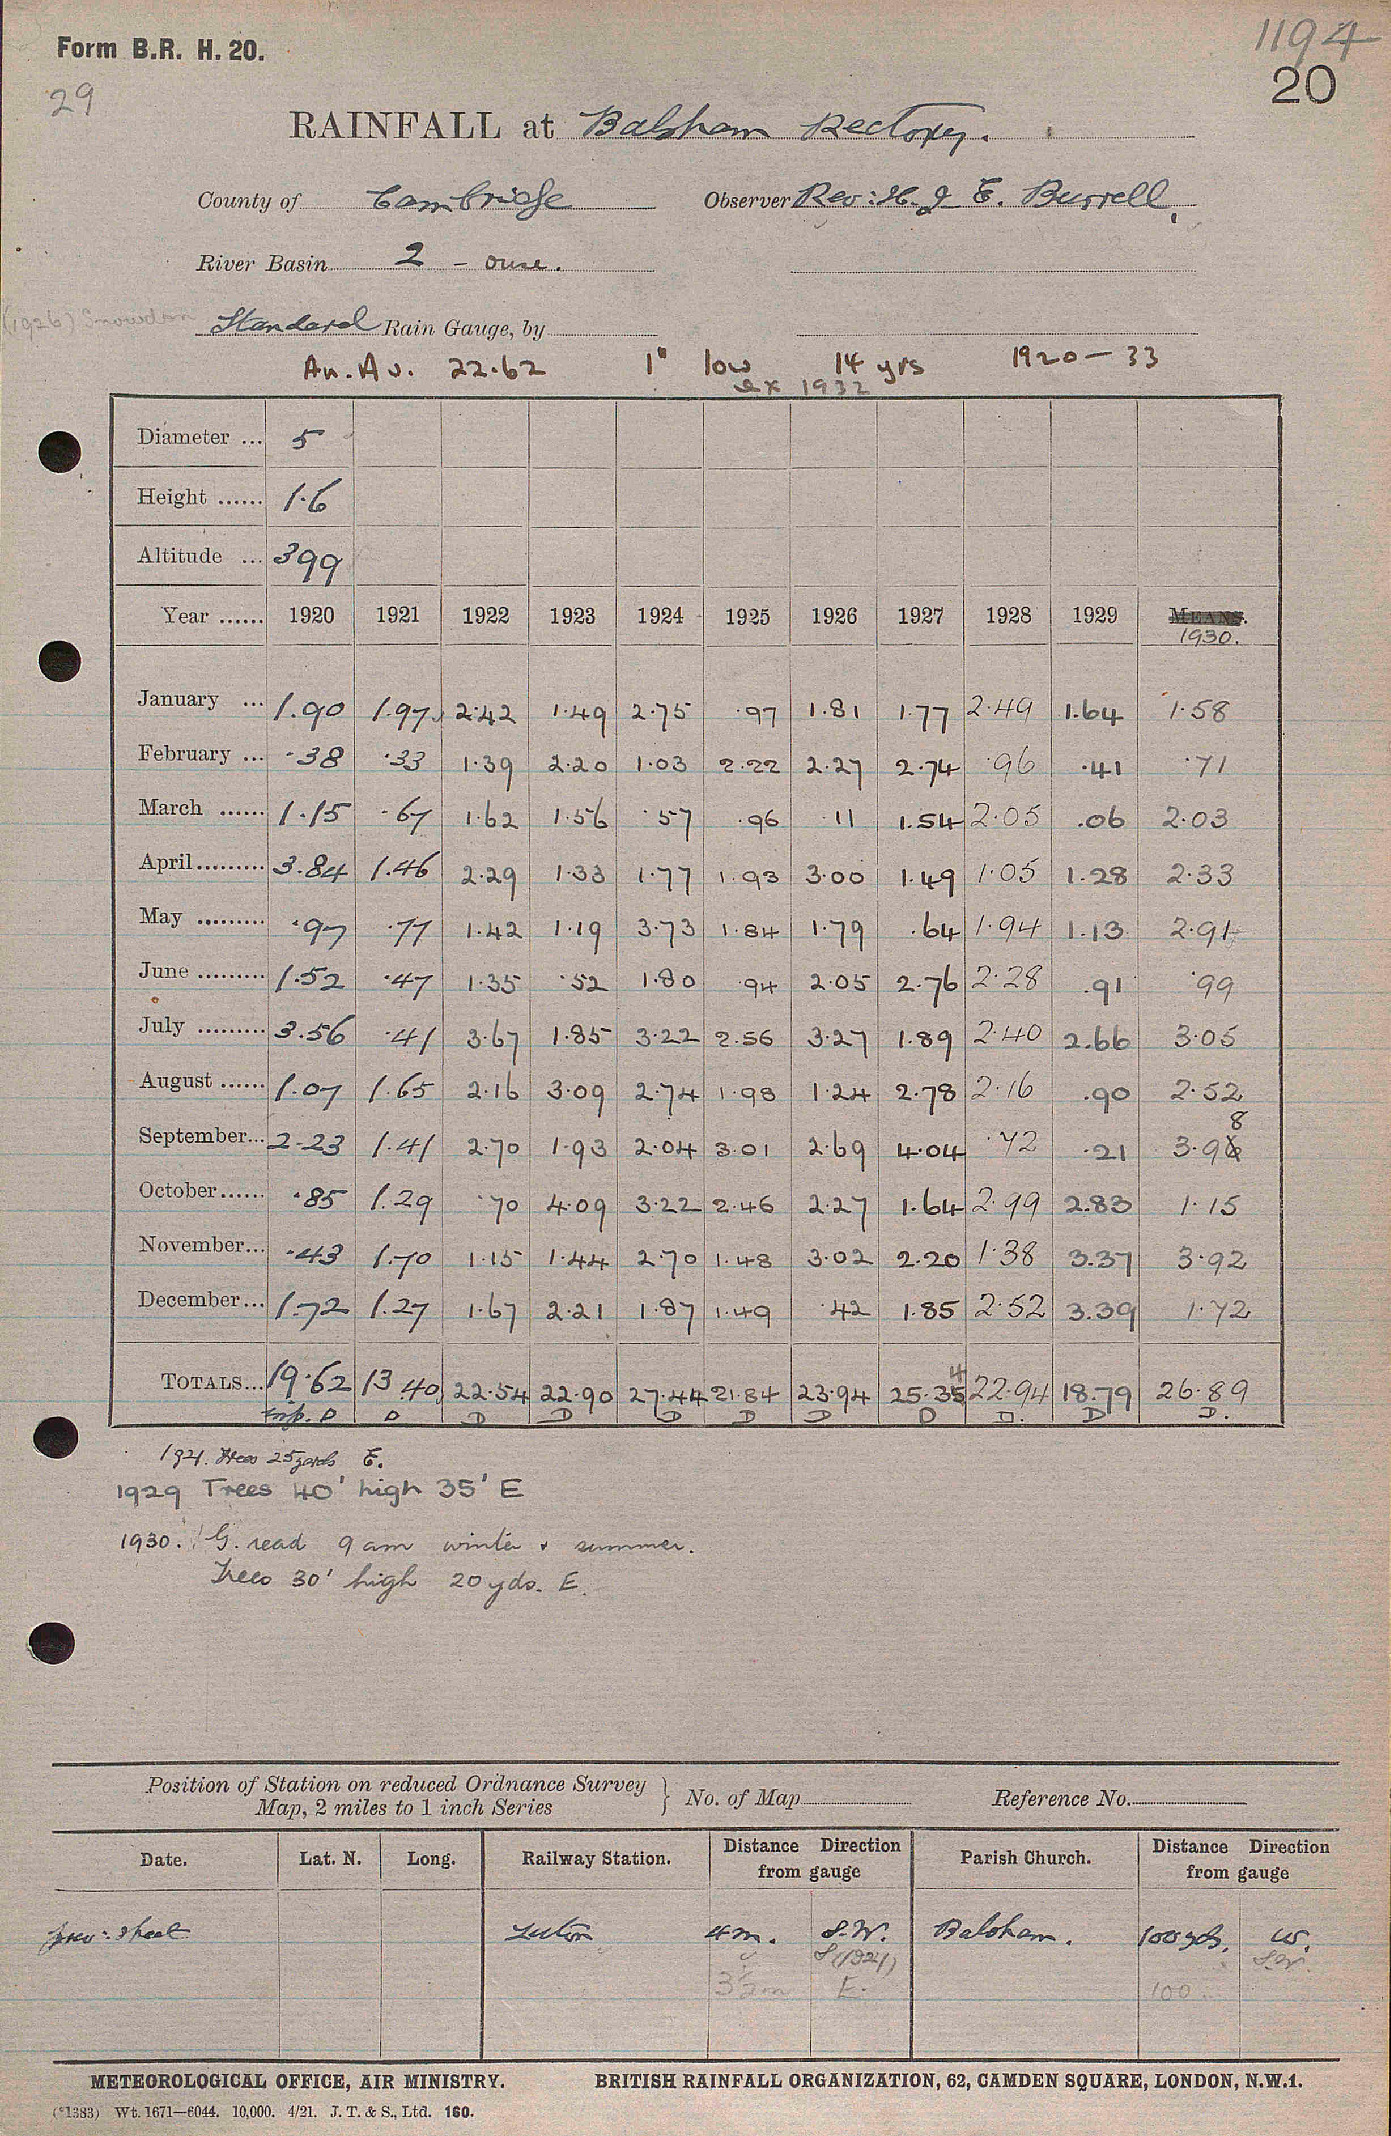 Form B.R. H. 20.
1194
20
29
RAINFALL at Balsham Rectory.
County of Cambridge Observer Rev: H. J E. Burrell,
River Basin 2 - Ouse.
(1926) Snowdon
Standard Rain Gauge, by
An. Av. 22.62 1" low 14 yrs 1920-33
ex 1932
Diameter ... 5
Height ...... 1.6
Altitude ... 399
Year ...... 1920 1921 1922 1923 1924 1925 1926 1927 1928 1929 MEANS.
1930.
January ... 1.90 1.97 2.42 1.49 2.75 .97 1.81 1.77 2.49 1.64 1.58
February ... .38 .33 1.39 2.20 1.03 2.22 2.27 2.74 .96 .41 .71
March ...... 1.15 .67 1.62 1.56 .57 .96 .11 1.54 2.05 .06 2.03
April ......... 3.84 1.46 2.29 1.33 1.77 1.93 3.00 1.49 1.05 1.28 2.33
May ......... .97 .77 1.42 1.19 3.73 1.84 1.79 .64 1.94 1.13 2.91
June ......... 1.52 .47 1.35 .52 1.80 .94 2.05 2.76 2.28 .91 .99
July ......... 3.56 .41 3.67 1.85 3.22 2.56 3.27 1.89 2.40 2.66 3.05
August ...... 1.07 1.65 2.16 3.09 2.74 1.98 1.24 2.78 2.16 .90 2.52
8
September... 2.23 1.41 2.70 1.93 2.04 3.01 2.69 4.04 .72 .21 3.96
October...... .85 1.29 .70 4.09 3.22 2.46 2.27 1.64 2.99 2.83 1.15
November... .43 1.70 1.15 1.44 2.70 1.48 3.02 2.20 1.38 3.37 3.92
December... 1.72 1.27 1.67 2.21 1.87 1.49 .42 1.85 2.52 3.39 1.72
4
TOTALS... 19.62 13.40 22.54 22.90 27.44 21.84 23.94 25.35 22.94 18.79 26.89
D D D D D D D D D. D D.
1921. Trees 25 yards E.
1929 Trees 40' high 35' E
1930. G. read 9 am winter & summer.
Trees 30' high 20 yds. E.
Position of Station on reduced Ordnance Survey
Map, 2 miles to 1 inch Series } No. of Map Reference No.
Date. Lat. N. Long. Railway Station. Distance Direction from gauge Parish Church. Distance Direction from gauge
prev: sheet Linton 4m. S.W. Balsham. 100 yds. W.
S (1921) S.W.
3½m E. 100
METEOROLOGICAL OFFICE, AIR MINISTRY. BRITISH RAINFALL ORGANIZATION, 62, CAMDEN SQUARE, LONDON, N.W.1.
(*1383) Wt. 1671—6044. 10,000. 4/21. J. T. & S., Ltd. 160.